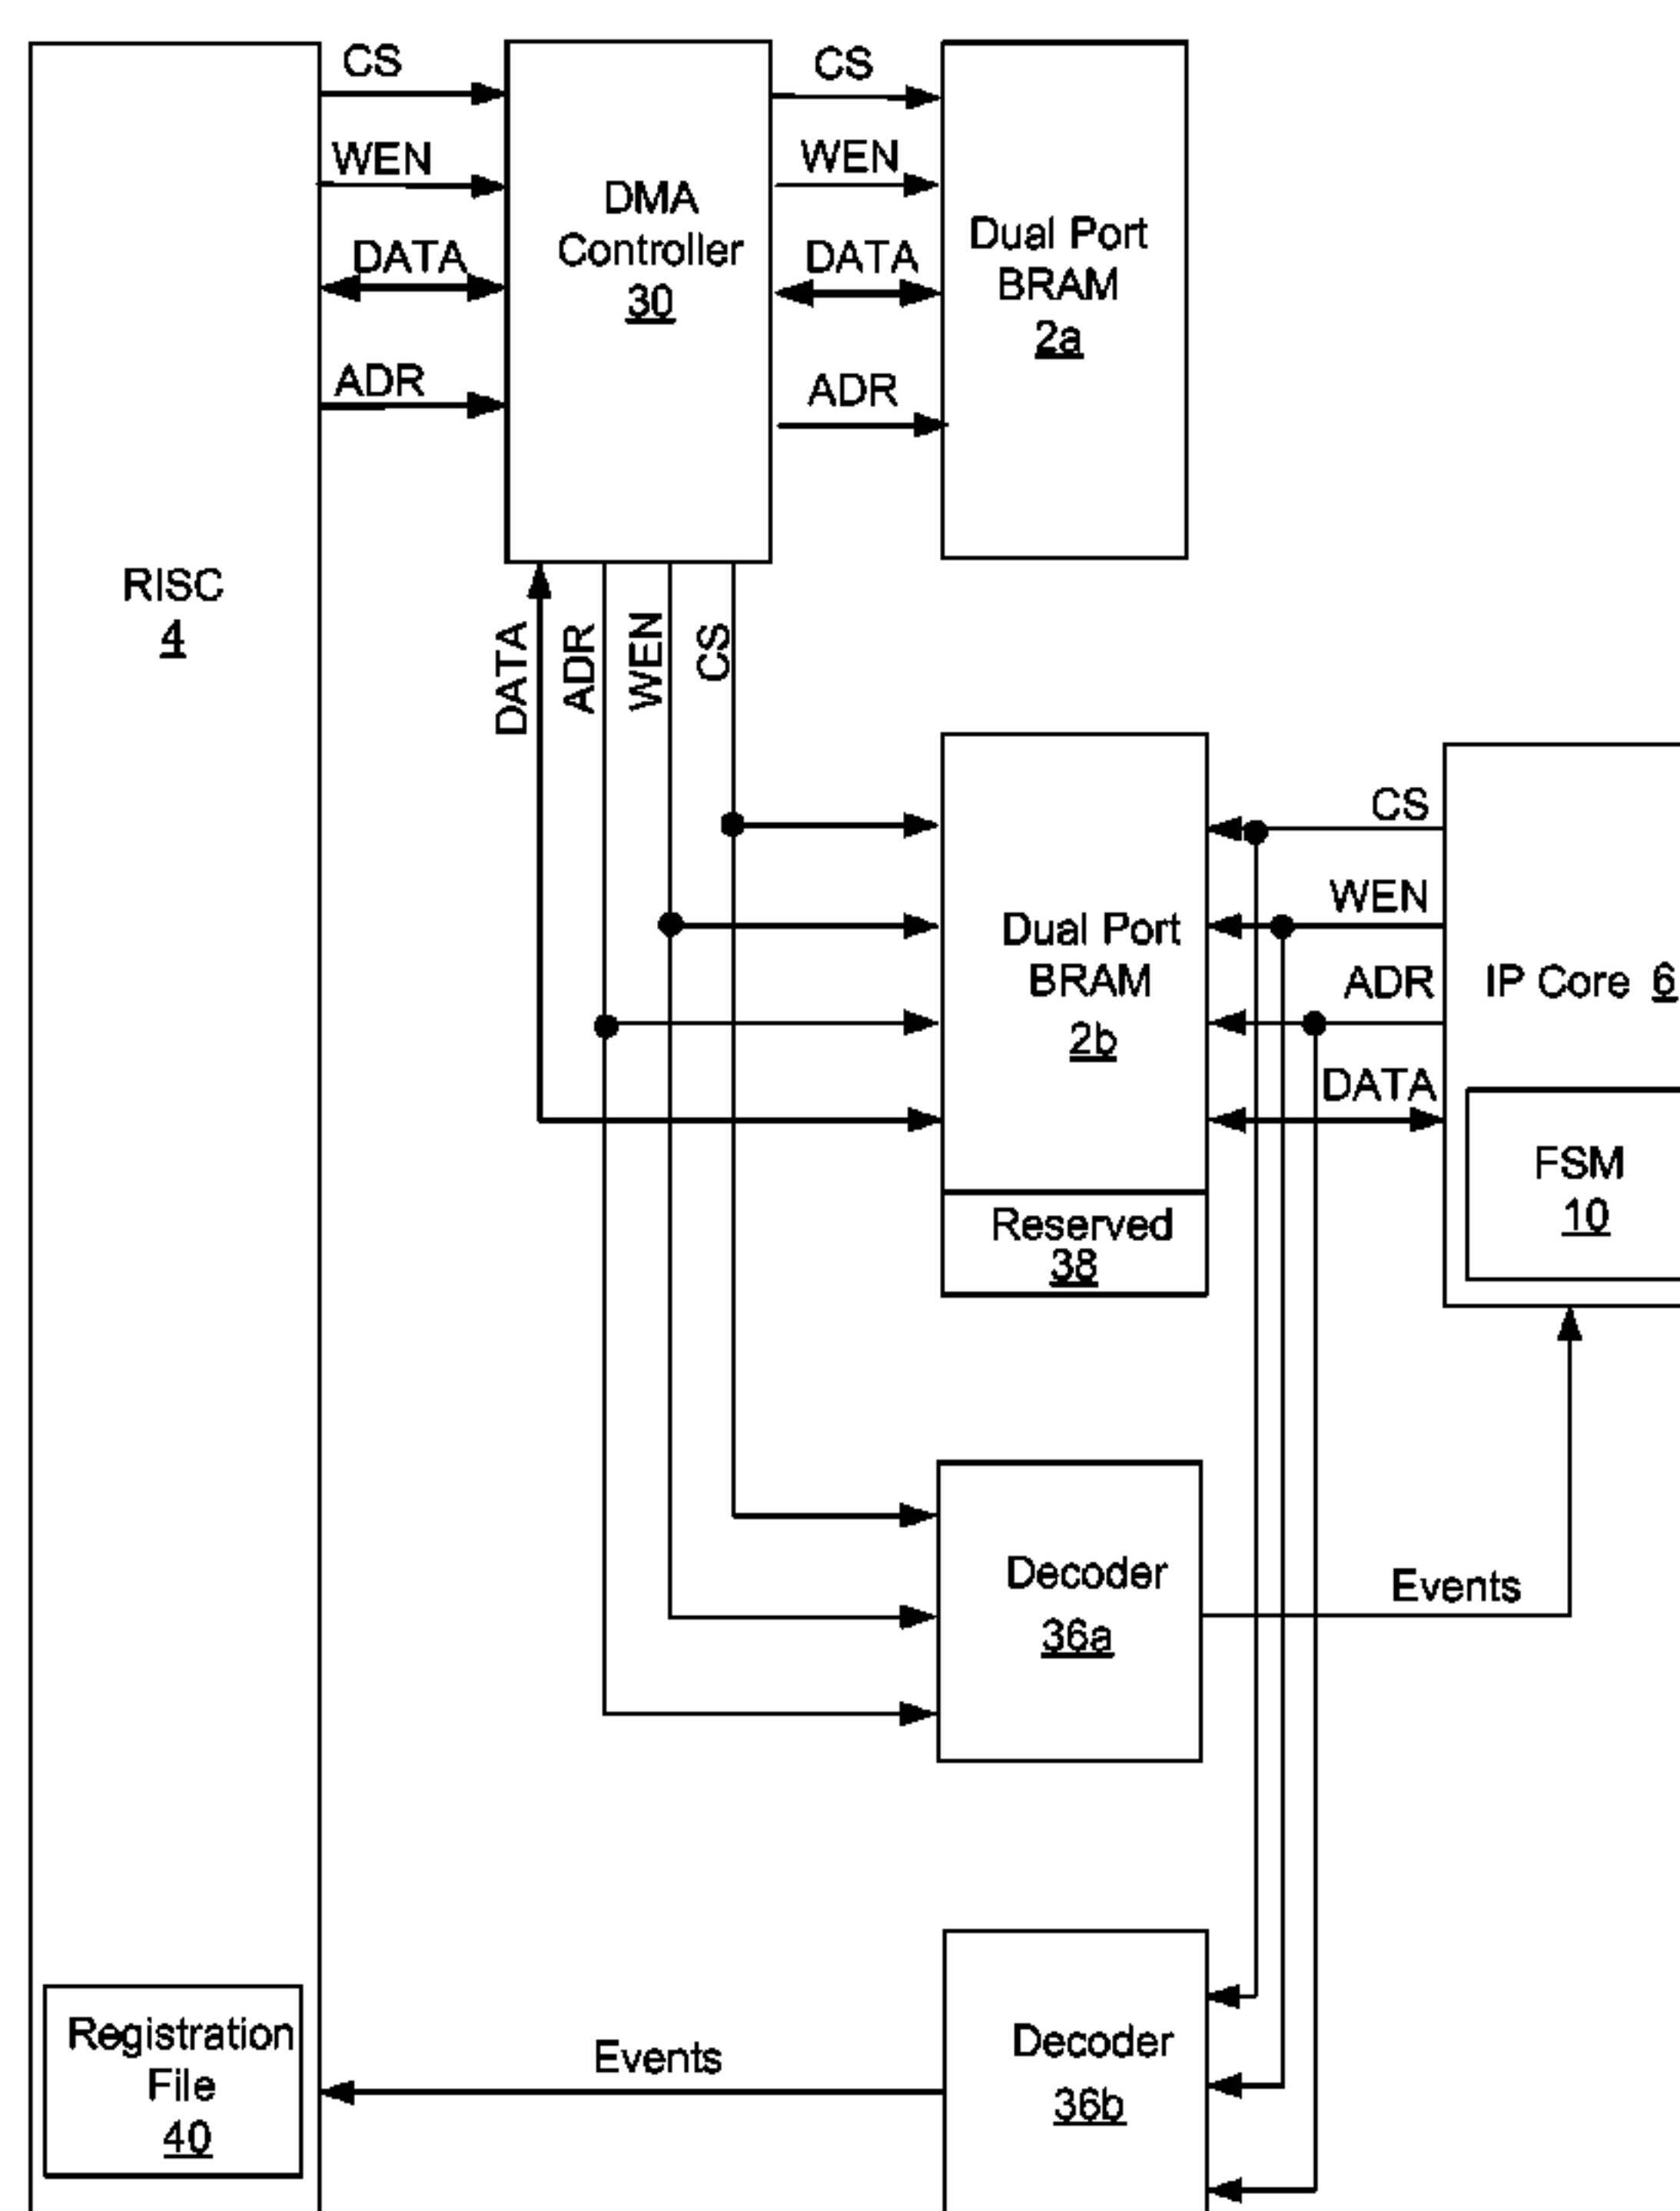 CS
WEN
DATA
ADR
DMA
Controller
30
CS
WEN
DATA
ADR
Dual Port
BRAM
2a
RISC
4
DATA
ADR
WEN
CS
Dual Port
BRAM
2b
Reserved
38
CS
WEN
ADR
DATA
IP Core 6
FSM
10
Decoder
36a
Events
Registration
File
40
Events
Decoder
36b